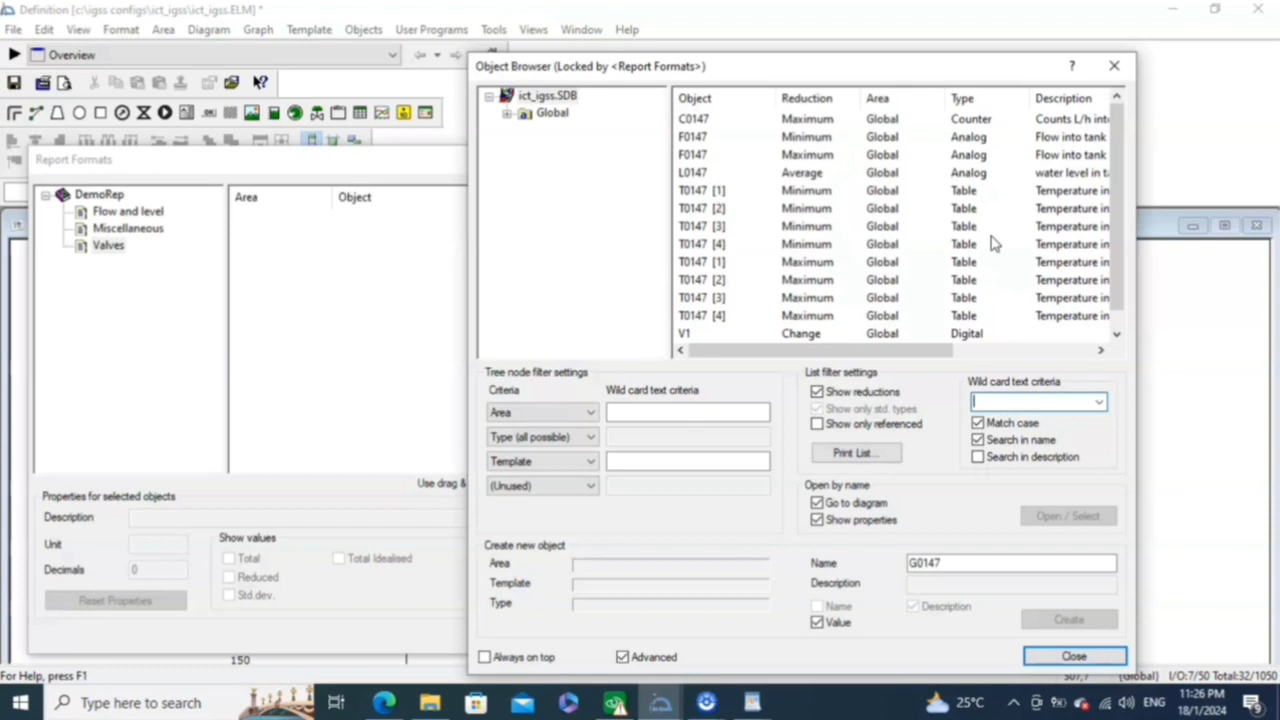 Definition [c:\igss configs\ict_igss\ict_igss.ELM] *
File Edit View Format Area Diagram Graph Template Objects User Programs Tools Views Window Help
Overview
Object Browser (Locked by <Report Formats>)
Report Formats
DemoRep
Flow and level
Miscellaneous
Valves
Area Object
Use drag &
Properties for selected objects
Description
Unit
Decimals 0
Show values
Total
Total Idealised
Reduced
Std.dev.
Reset Properties
150
ict_igss.SDB
Global
Object Reduction Area Type Description
C0147 Maximum Global Counter Counts L/h into
F0147 Minimum Global Analog Flow into tank
F0147 Maximum Global Analog Flow into tank
L0147 Average Global Analog water level in t
T0147 [1] Minimum Global Table Temperature in
T0147 [2] Minimum Global Table Temperature in
T0147 [3] Minimum Global Table Temperature in
T0147 [4] Minimum Global Table Temperature in
T0147 [1] Maximum Global Table Temperature in
T0147 [2] Maximum Global Table Temperature in
T0147 [3] Maximum Global Table Temperature in
T0147 [4] Maximum Global Table Temperature in
V1 Change Global Digital
Tree node filter settings
Criteria Wild card text criteria
Area
Type (all possible)
Template
(Unused)
List filter settings
Show reductions
Show only std. types
Show only referenced
Print List...
Wild card text criteria
Match case
Search in name
Search in description
Open by name
Go to diagram
Show properties
Open / Select
Create new object
Area
Template
Type
Name G0147
Description
Name Description
Value
Create
Always on top
Advanced
Close
For Help, press F1
(Global) I/O:7/50 Total:32/1050
Type here to search
25°C
ENG
11:26 PM
18/1/2024